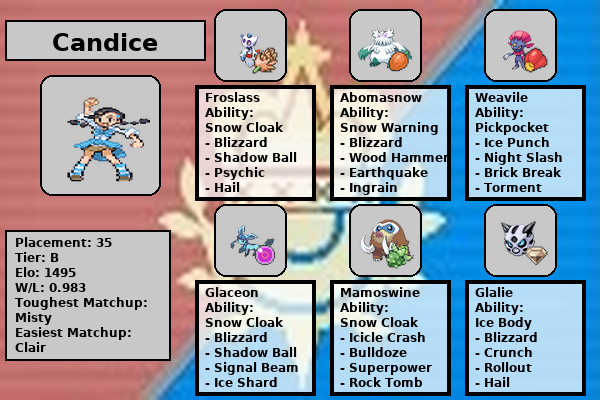 Candice
Placement: 35
Tier: B
Elo: 1495
W/L: 0.983
Toughest Matchup:
Misty
Easiest Matchup:
Clair
Froslass
Ability:
Snow Cloak
- Blizzard
- Shadow Ball
- Psychic
- Hail
Abomasnow
Ability:
Snow Warning
- Blizzard
- Wood Hammer
- Earthquake
- Ingrain
Weavile
Ability:
Pickpocket
- Ice Punch
- Night Slash
- Brick Break
- Torment
Glaceon
Ability:
Snow Cloak
- Blizzard
- Shadow Ball
- Signal Beam
- Ice Shard
Mamoswine
Ability:
Snow Cloak
- Icicle Crash
- Bulldoze
- Superpower
- Rock Tomb
Glalie
Ability:
Ice Body
- Blizzard
- Crunch
- Rollout
- Hail